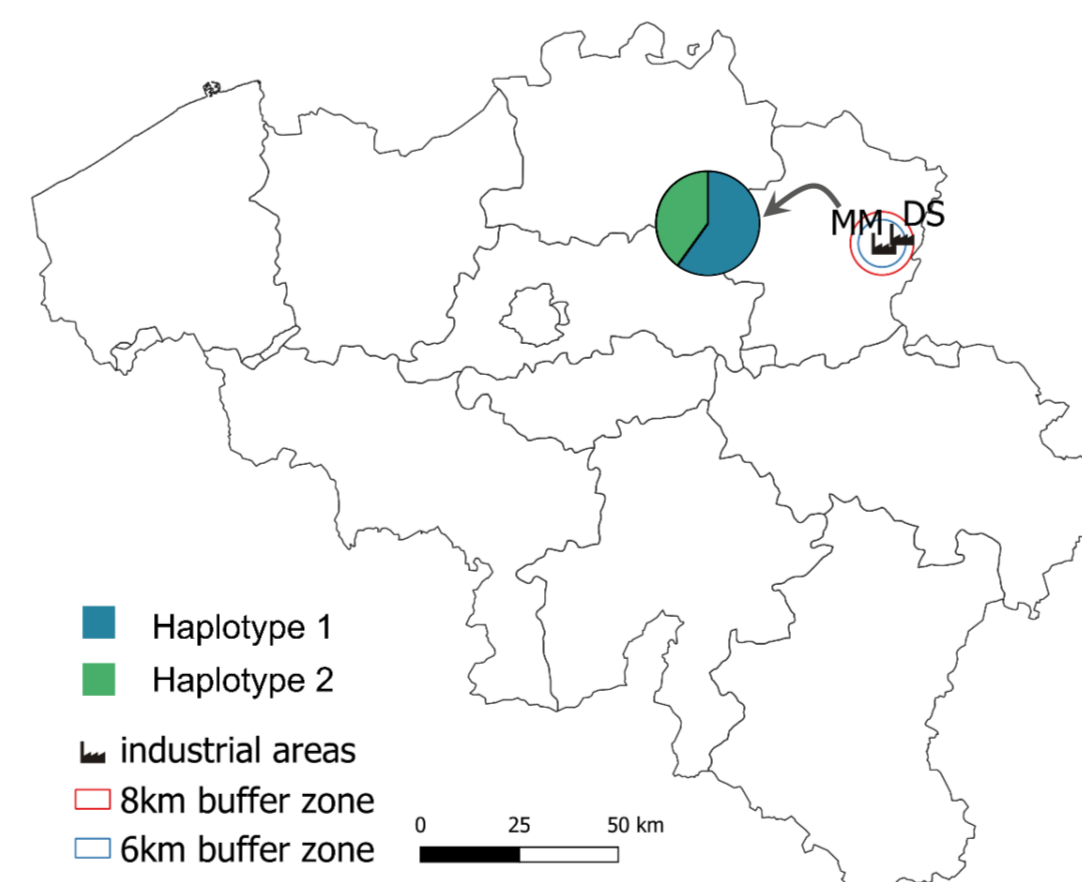 MM DS
Haplotype 1
Haplotype 2
industrial areas
8km buffer zone
6km buffer zone
0 25 50 km